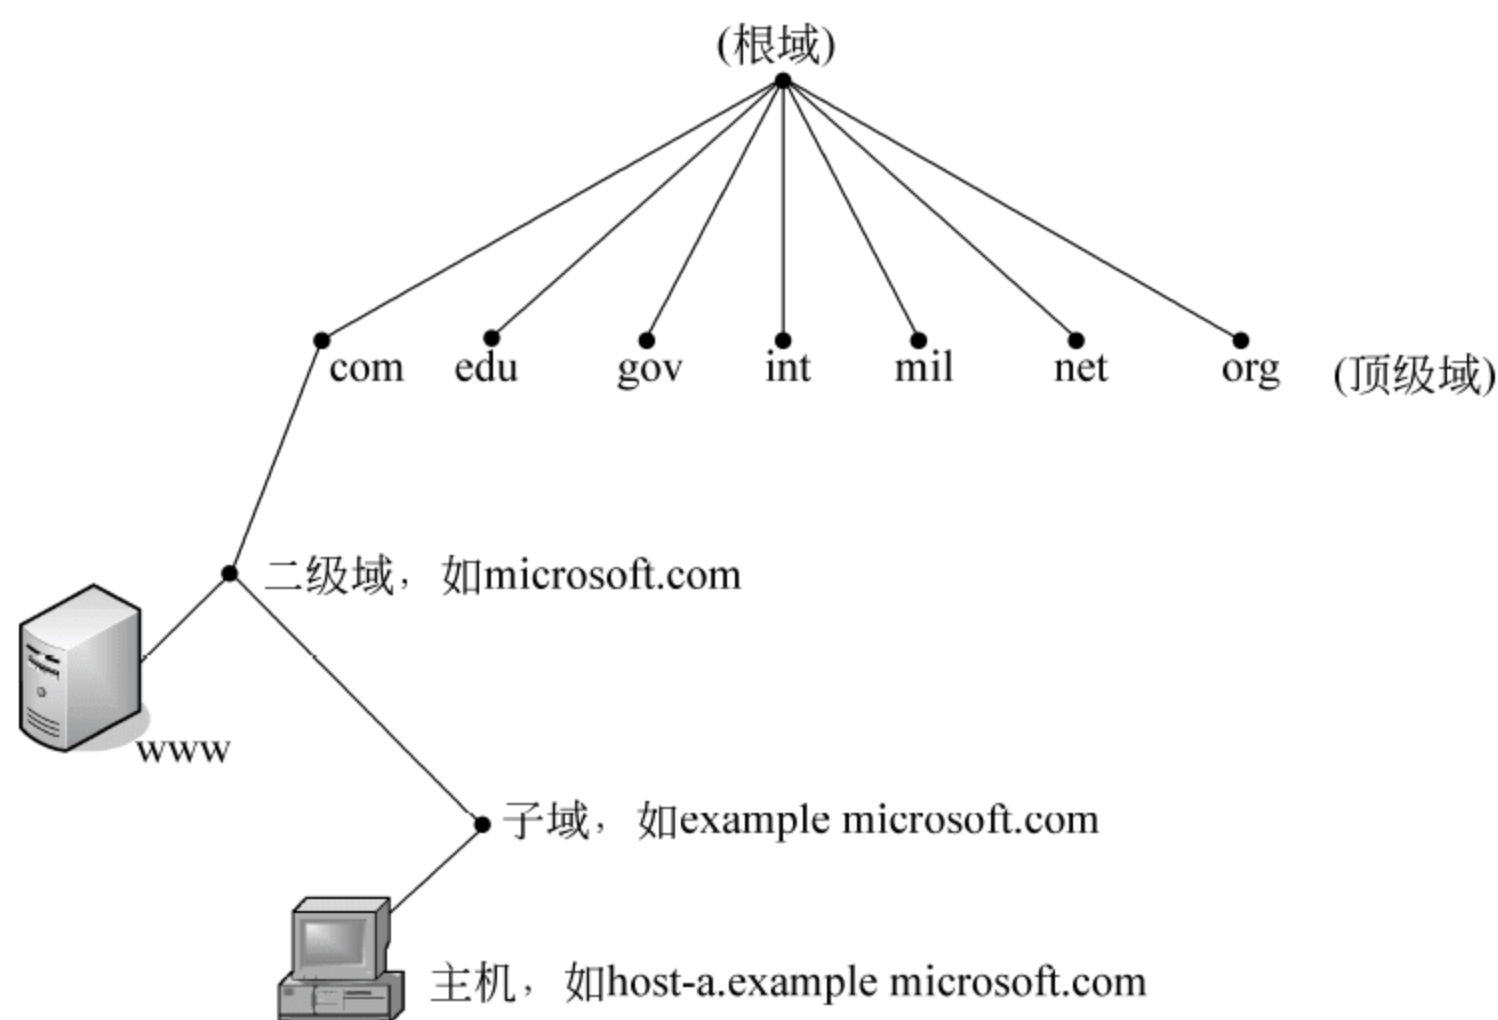 (根域)
com edu gov int mil net org (顶级域)
二级域，如microsoft.com
www
子域，如example microsoft.com
主机，如host-a.example microsoft.com